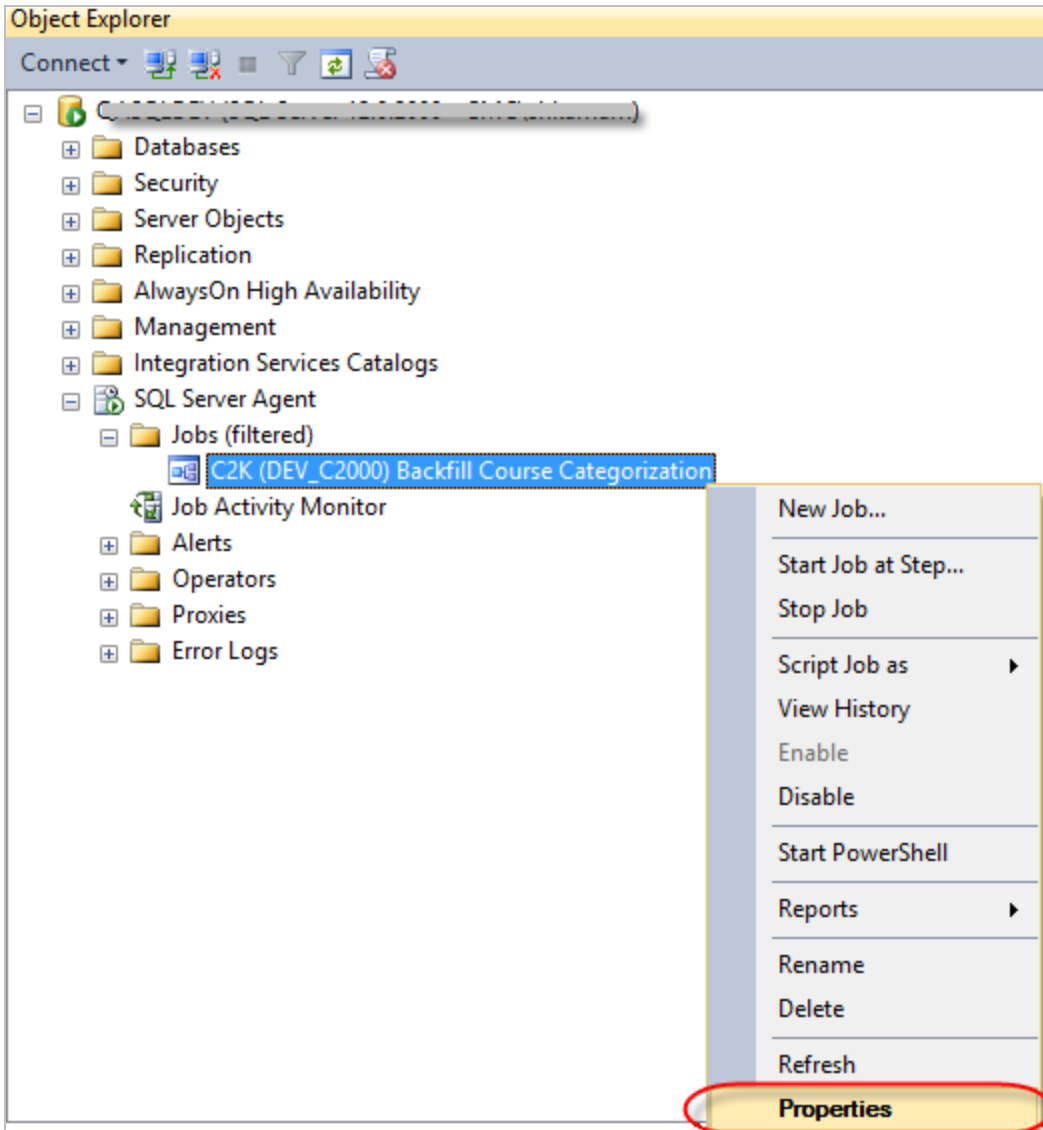 Object Explorer
Connect
Databases
Security
Server Objects
Replication
AlwaysOn High Availability
Management
Integration Services Catalogs
SQL Server Agent
Jobs (filtered)
C2K (DEV_C2000) Backfill Course Categorization
Job Activity Monitor
Alerts
Operators
Proxies
Error Logs
New Job...
Start Job at Step...
Stop Job
Script Job as
View History
Enable
Disable
Start PowerShell
Reports
Rename
Delete
Refresh
Properties